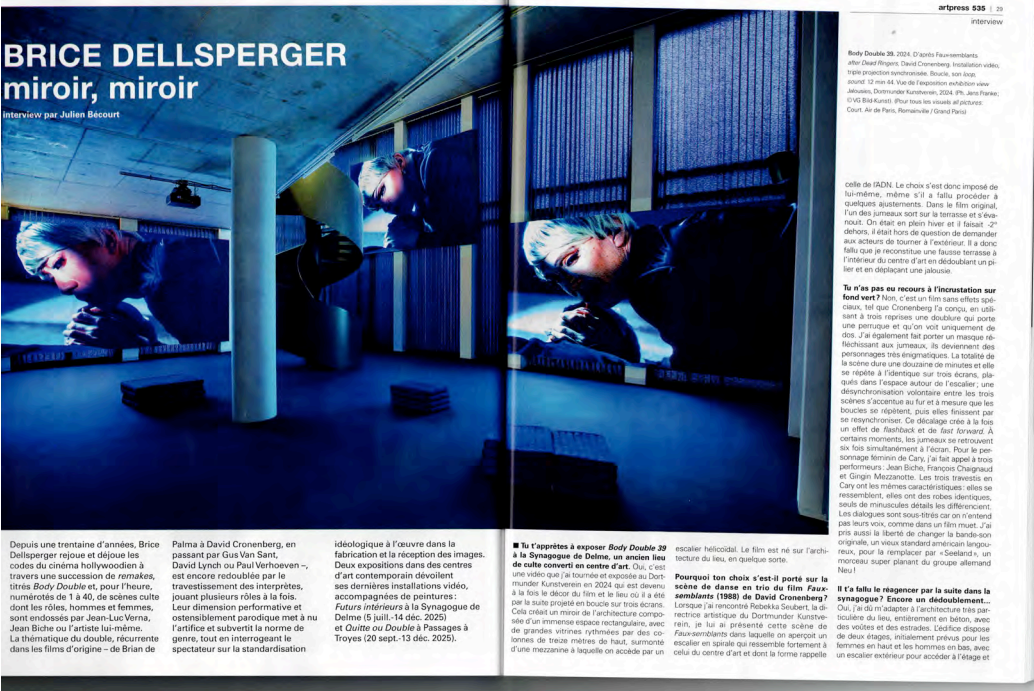 BRICE DELLSPERGER
miroir, miroir
interview par Julien Bécourt
artpress 535 | 29
interview
Body Double 39. 2024. D'après Faux-semblants.
after Dead Ringers, David Cronenberg. Installation vidéo,
triple projection synchronisée. Boucle, son loop,
sound. 12 min 44. Vue de l'exposition exhibition view
Jalousies, Dortmunder Kunstverein, 2024. (Ph. Jens Franke;
© VG Bild-Kunst). (Pour tous les visuels all pictures:
Court. Air de Paris, Romainville / Grand Paris)
Depuis une trentaine d'années, Brice
Dellsperger rejoue et déjoue les
codes du cinéma hollywoodien à
travers une succession de remakes,
titrés Body Double et, pour l'heure,
numérotés de 1 à 40, de scènes culte
dont les rôles, hommes et femmes,
sont endossés par Jean-Luc Verna,
Jean Biche ou l'artiste lui-même.
La thématique du double, récurrente
dans les films d'origine – de Brian de
Palma à David Cronenberg, en
passant par Gus Van Sant,
David Lynch ou Paul Verhoeven –,
est encore redoublée par le
travestissement des interprètes,
jouant plusieurs rôles à la fois.
Leur dimension performative et
ostensiblement parodique met à nu
l'artifice et subvertit la norme de
genre, tout en interrogeant le
spectateur sur la standardisation
idéologique à l'œuvre dans la
fabrication et la réception des images.
Deux expositions dans des centres
d'art contemporain dévoilent
ses dernières installations vidéo,
accompagnées de peintures :
Futurs intérieurs à la Synagogue de
Delme (5 juill.-14 déc. 2025)
et Quitte ou Double à Passages à
Troyes (20 sept.-13 déc. 2025).
■ Tu t'apprêtes à exposer Body Double 39
à la Synagogue de Delme, un ancien lieu
de culte converti en centre d'art. Oui, c'est
une vidéo que j'ai tournée et exposée au Dort-
munder Kunstverein en 2024 qui est devenu
à la fois le décor du film et le lieu où il a été
par la suite projeté en boucle sur trois écrans.
Cela créait un miroir de l'architecture compo-
sée d'un immense espace rectangulaire, avec
de grandes vitrines rythmées par des co-
lonnes de treize mètres de haut, surmonté
d'une mezzanine à laquelle on accède par un
escalier hélicoïdal. Le film est né sur l'archi-
tecture du lieu, en quelque sorte.
Pourquoi ton choix s'est-il porté sur la
scène de danse en trio du film Faux-
semblants (1988) de David Cronenberg?
Lorsque j'ai rencontré Rebekka Seubert, la di-
rectrice artistique du Dortmunder Kunstve-
rein, je lui ai présenté cette scène de
Faux-semblants dans laquelle on aperçoit un
escalier en spirale qui ressemble fortement à
celui du centre d'art et dont la forme rappelle
celle de l'ADN. Le choix s'est donc imposé de
lui-même, même s'il a fallu procéder à
quelques ajustements. Dans le film original,
l'un des jumeaux sort sur la terrasse et s'éva-
nouit. On était en plein hiver et il faisait -2°
dehors, il était hors de question de demander
aux acteurs de tourner à l'extérieur. Il a donc
fallu que je reconstitue une fausse terrasse à
l'intérieur du centre d'art en dédoublant un pi-
lier et en déplaçant une jalousie.
Tu n'as pas eu recours à l'incrustation sur
fond vert? Non, c'est un film sans effets spé-
ciaux, tel que Cronenberg l'a conçu, en utili-
sant à trois reprises une doublure qui porte
une perruque et qu'on voit uniquement de
dos. J'ai également fait porter un masque ré-
fléchissant aux jumeaux, ils deviennent des
personnages très énigmatiques. La totalité de
la scène dure une douzaine de minutes et elle
se répète à l'identique sur trois écrans, pla-
qués dans l'espace autour de l'escalier; une
désynchronisation volontaire entre les trois
scènes s'accentue au fur et à mesure que les
boucles se répètent, puis elles finissent par
se resynchroniser. Ce décalage crée à la fois
un effet de flashback et de fast forward. À
certains moments, les jumeaux se retrouvent
six fois simultanément à l'écran. Pour le per-
sonnage féminin de Cary, j'ai fait appel à trois
performeurs : Jean Biche, François Chaignaud
et Gingin Mezzanotte. Les trois travestis en
Cary ont les mêmes caractéristiques : elles se
ressemblent, elles ont des robes identiques,
seuls de minuscules détails les différencient.
Les dialogues sont sous-titrés car on n'entend
pas leurs voix, comme dans un film muet. J'ai
pris aussi la liberté de changer la bande-son
originale, un vieux standard américain langou-
reux, pour la remplacer par «Seeland», un
morceau super planant du groupe allemand
Neu!
Il t'a fallu le réagencer par la suite dans la
synagogue? Encore un dédoublement...
Oui, j'ai dû m'adapter à l'architecture très par-
ticulière du lieu, entièrement en béton, avec
des voûtes et des estrades. L'édifice dispose
de deux étages, initialement prévus pour les
femmes en haut et les hommes en bas, avec
un escalier extérieur pour accéder à l'étage et